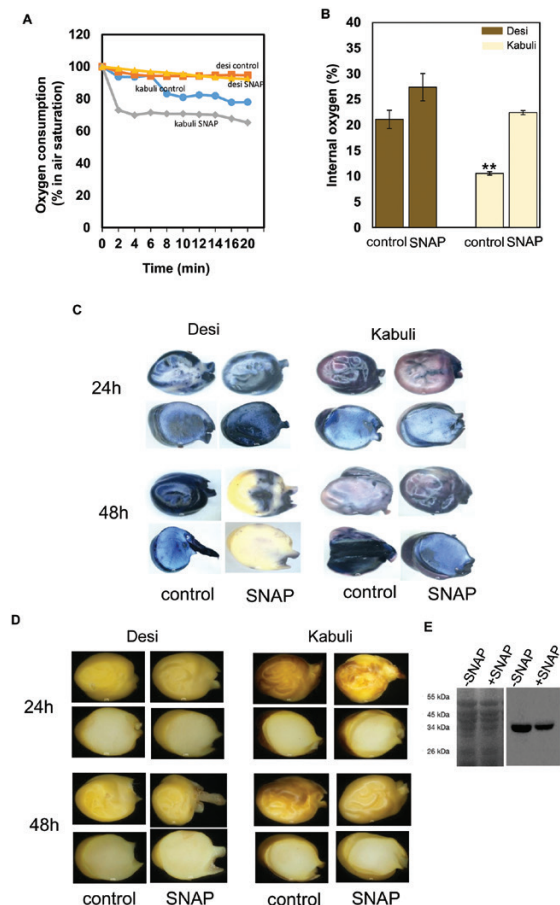 A
Oxygen consumption
(% in air saturation)
120
100
80
60
40
20
0
desi control
desi SNAP
kabuli control
kabuli SNAP
0 2 4 6 8 10 12 14 16 20
Time (min)
B
Internal oxygen (%)
40
35
30
25
20
15
10
5
0
Desi
Kabuli
**
control SNAP control SNAP
C
Desi Kabuli
24h
48h
control SNAP control SNAP
D
Desi Kabuli
24h
48h
control SNAP control SNAP
E
-SNAP +SNAP -SNAP +SNAP
55 kDa
45 kDa
34 kDa
26 kDa